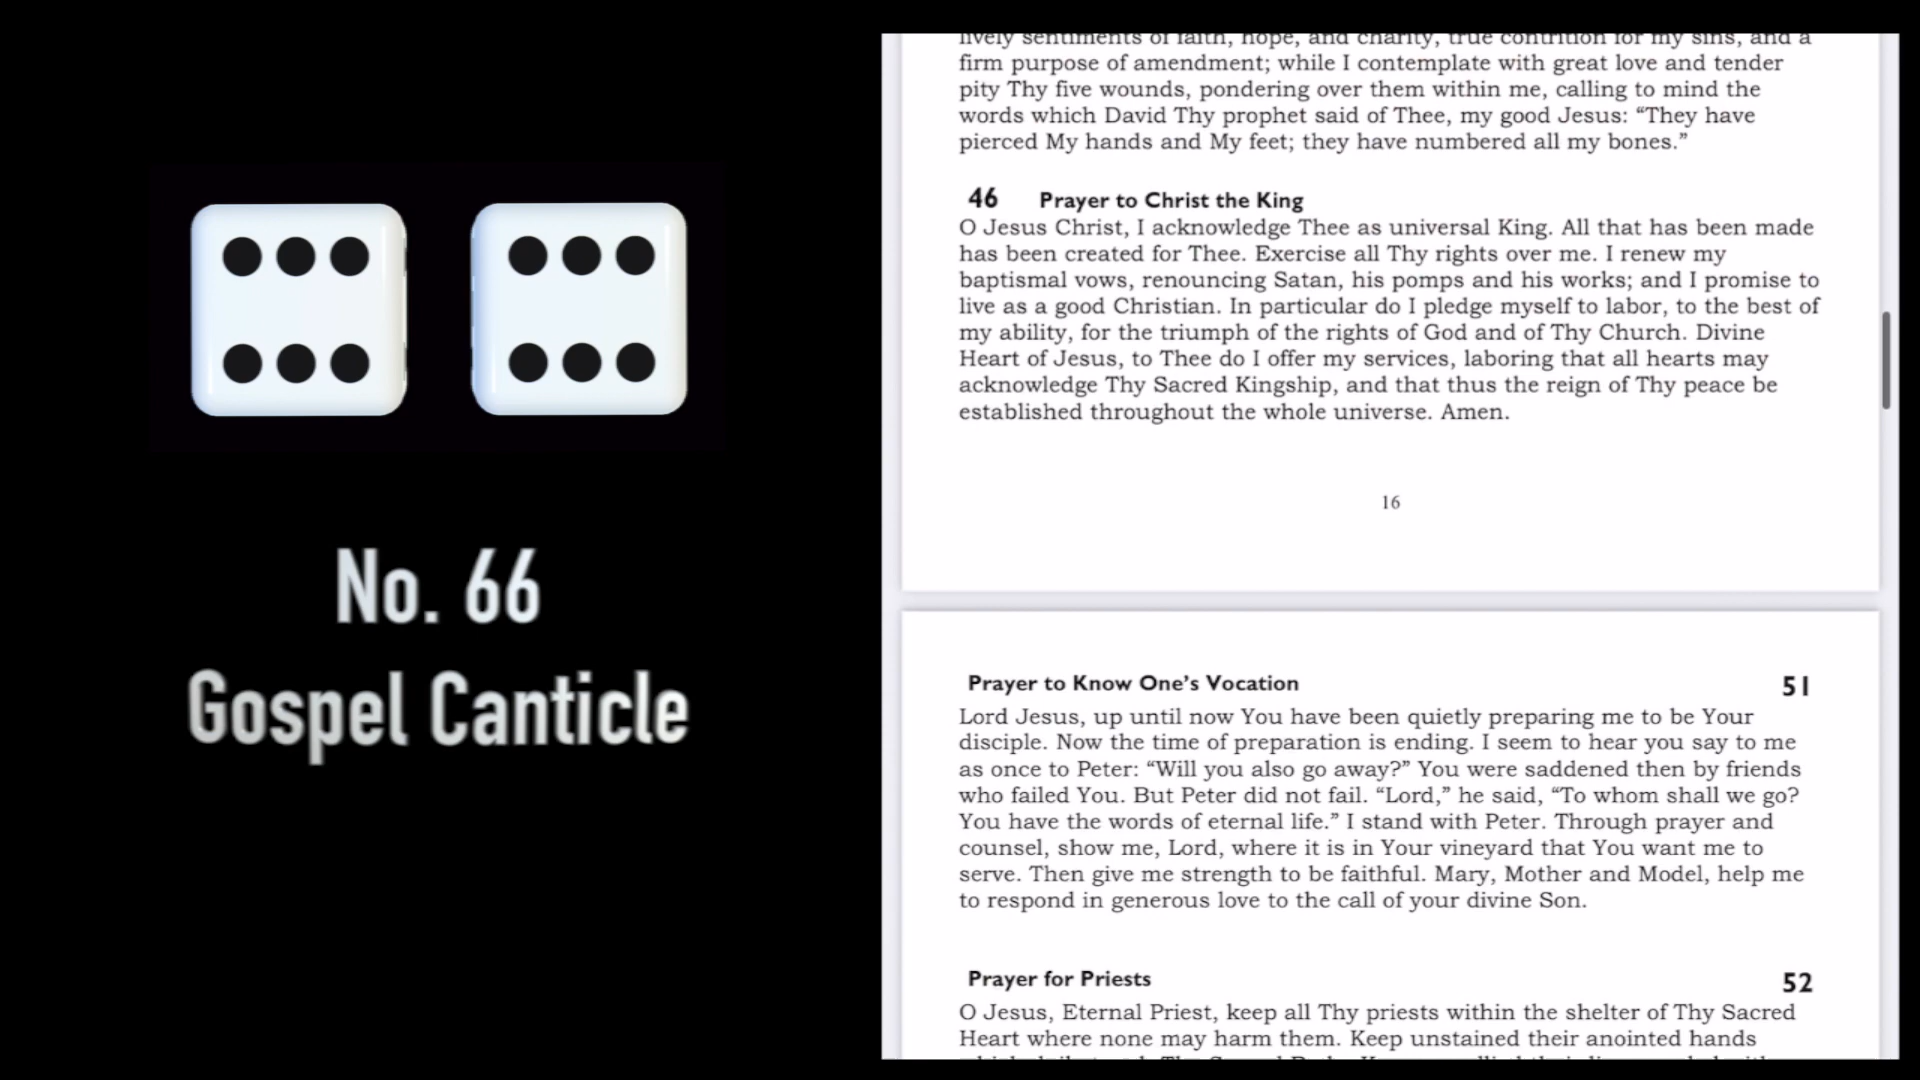 No. 66
Gospel Canticle
lively sentiments of faith, hope, and charity, true contrition for my sins, and a
firm purpose of amendment; while I contemplate with great love and tender
pity Thy five wounds, pondering over them within me, calling to mind the
words which David Thy prophet said of Thee, my good Jesus: “They have
pierced My hands and My feet; they have numbered all my bones.”
46 Prayer to Christ the King
O Jesus Christ, I acknowledge Thee as universal King. All that has been made
has been created for Thee. Exercise all Thy rights over me. I renew my
baptismal vows, renouncing Satan, his pomps and his works; and I promise to
live as a good Christian. In particular do I pledge myself to labor, to the best of
my ability, for the triumph of the rights of God and of Thy Church. Divine
Heart of Jesus, to Thee do I offer my services, laboring that all hearts may
acknowledge Thy Sacred Kingship, and that thus the reign of Thy peace be
established throughout the whole universe. Amen.
16
Prayer to Know One’s Vocation 51
Lord Jesus, up until now You have been quietly preparing me to be Your
disciple. Now the time of preparation is ending. I seem to hear you say to me
as once to Peter: “Will you also go away?” You were saddened then by friends
who failed You. But Peter did not fail. “Lord,” he said, “To whom shall we go?
You have the words of eternal life.” I stand with Peter. Through prayer and
counsel, show me, Lord, where it is in Your vineyard that You want me to
serve. Then give me strength to be faithful. Mary, Mother and Model, help me
to respond in generous love to the call of your divine Son.
Prayer for Priests 52
O Jesus, Eternal Priest, keep all Thy priests within the shelter of Thy Sacred
Heart where none may harm them. Keep unstained their anointed hands